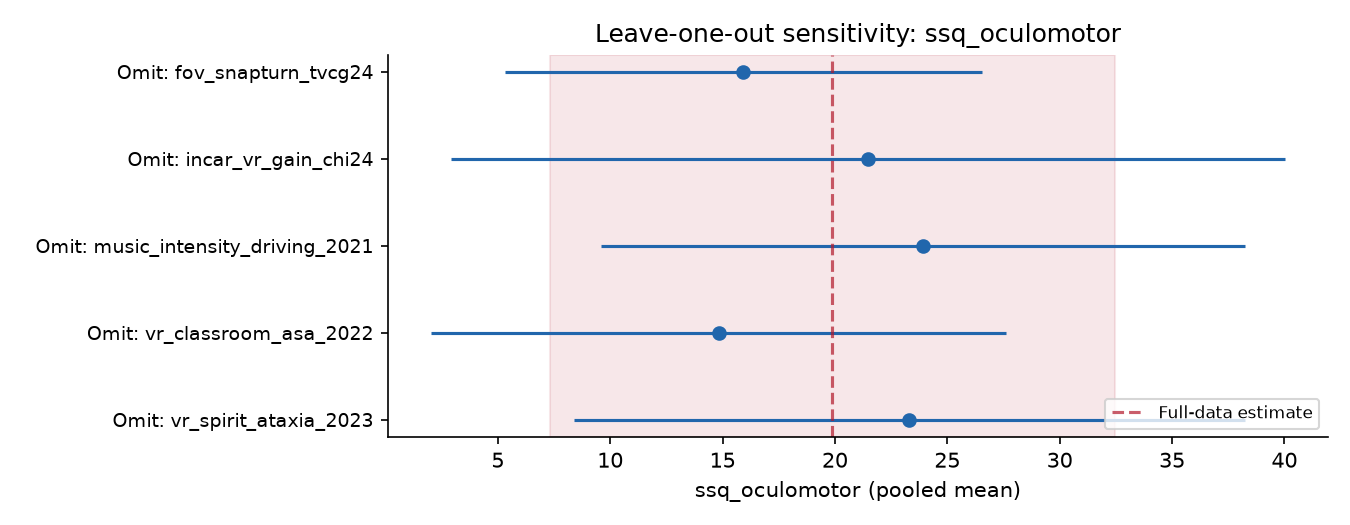 Leave-one-out sensitivity: ssq_oculomotor
Omit: fov_snapturn_tvcg24
Omit: incar_vr_gain_chi24
Omit: music_intensity_driving_2021
Omit: vr_classroom_asa_2022
Omit: vr_spirit_ataxia_2023
Full-data estimate
5 10 15 20 25 30 35 40
ssq_oculomotor (pooled mean)